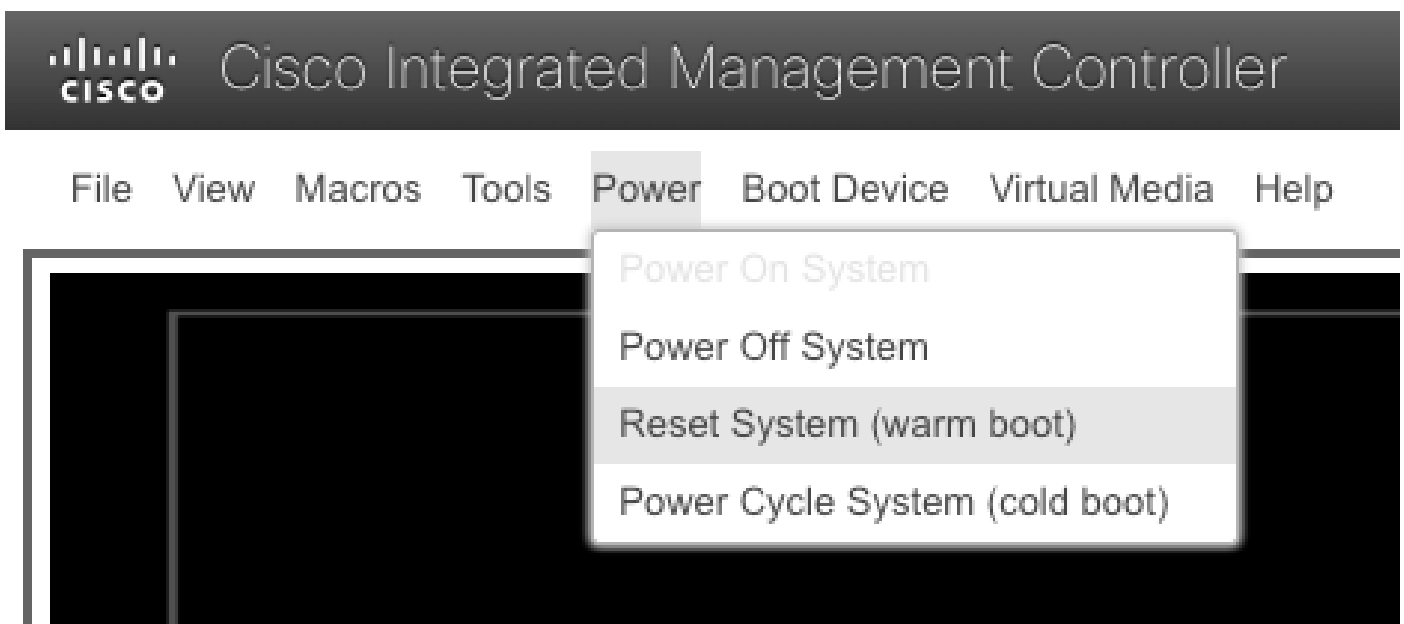 CISCO Cisco Integrated Management Controller
File View Macros Tools Power Boot Device Virtual Media Help
Power On System
Power Off System
Reset System (warm boot)
Power Cycle System (cold boot)